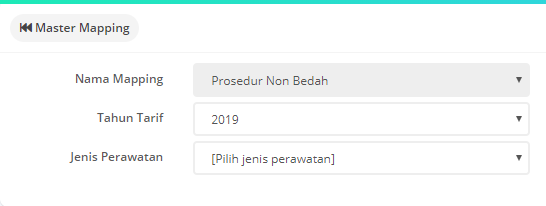 Master Mapping
Nama Mapping Prosedur Non Bedah
Tahun Tarif 2019
Jenis Perawatan [Pilih jenis perawatan]